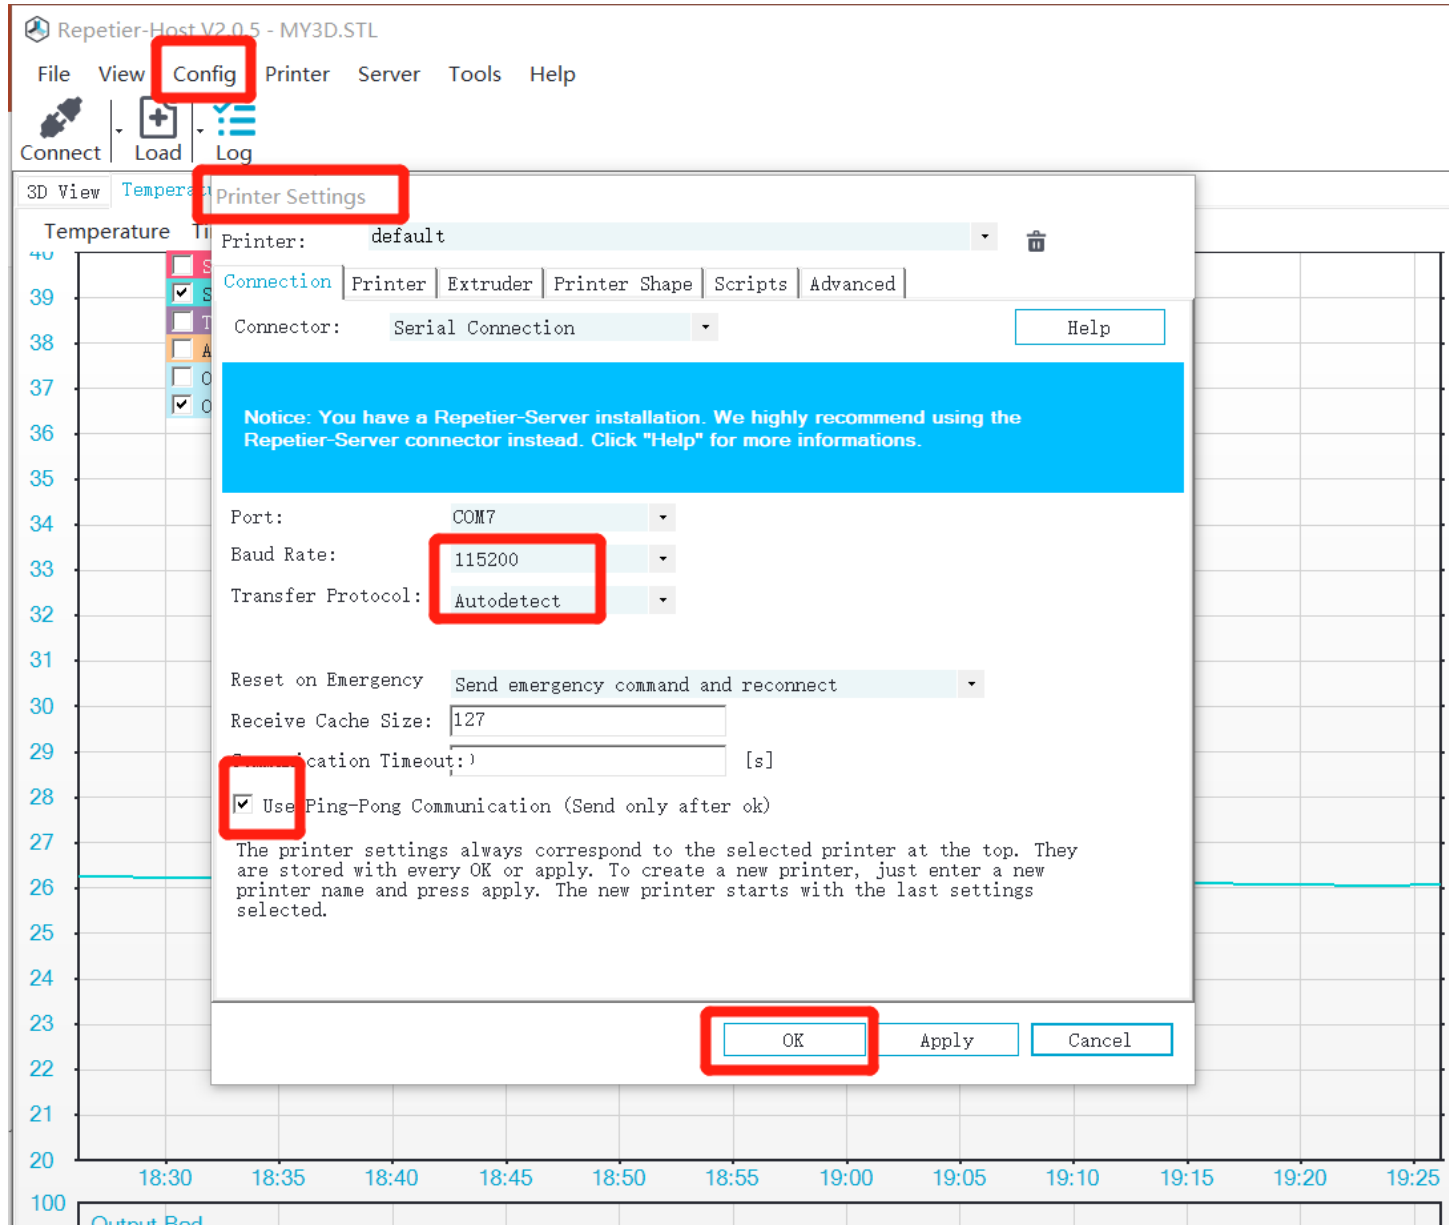 Repetier-Host V2.0.5 - MY3D.STL
File View Config Printer Server Tools Help
Connect Load Log
3D View
Printer Settings
Temperature
Printer: default
Connection Printer Extruder Printer Shape Scripts Advanced
Connector: Serial Connection Help
Notice: You have a Repetier-Server installation. We highly recommend using the
Repetier-Server connector instead. Click "Help" for more informations.
Port: COM7
Baud Rate: 115200
Transfer Protocol: Autodetect
Reset on Emergency Send emergency command and reconnect
Receive Cache Size: 127
Timeout: [s]
Use Ping-Pong Communication (Send only after ok)
The printer settings always correspond to the selected printer at the top. They
are stored with every OK or apply. To create a new printer, just enter a new
printer name and press apply. The new printer starts with the last settings
selected.
OK Apply Cancel
40
39
38
37
36
35
34
33
32
31
30
29
28
27
26
25
24
23
22
21
20
18:30 18:35 18:40 18:45 18:50 18:55 19:00 19:05 19:10 19:15 19:20 19:25
100
Output Bed